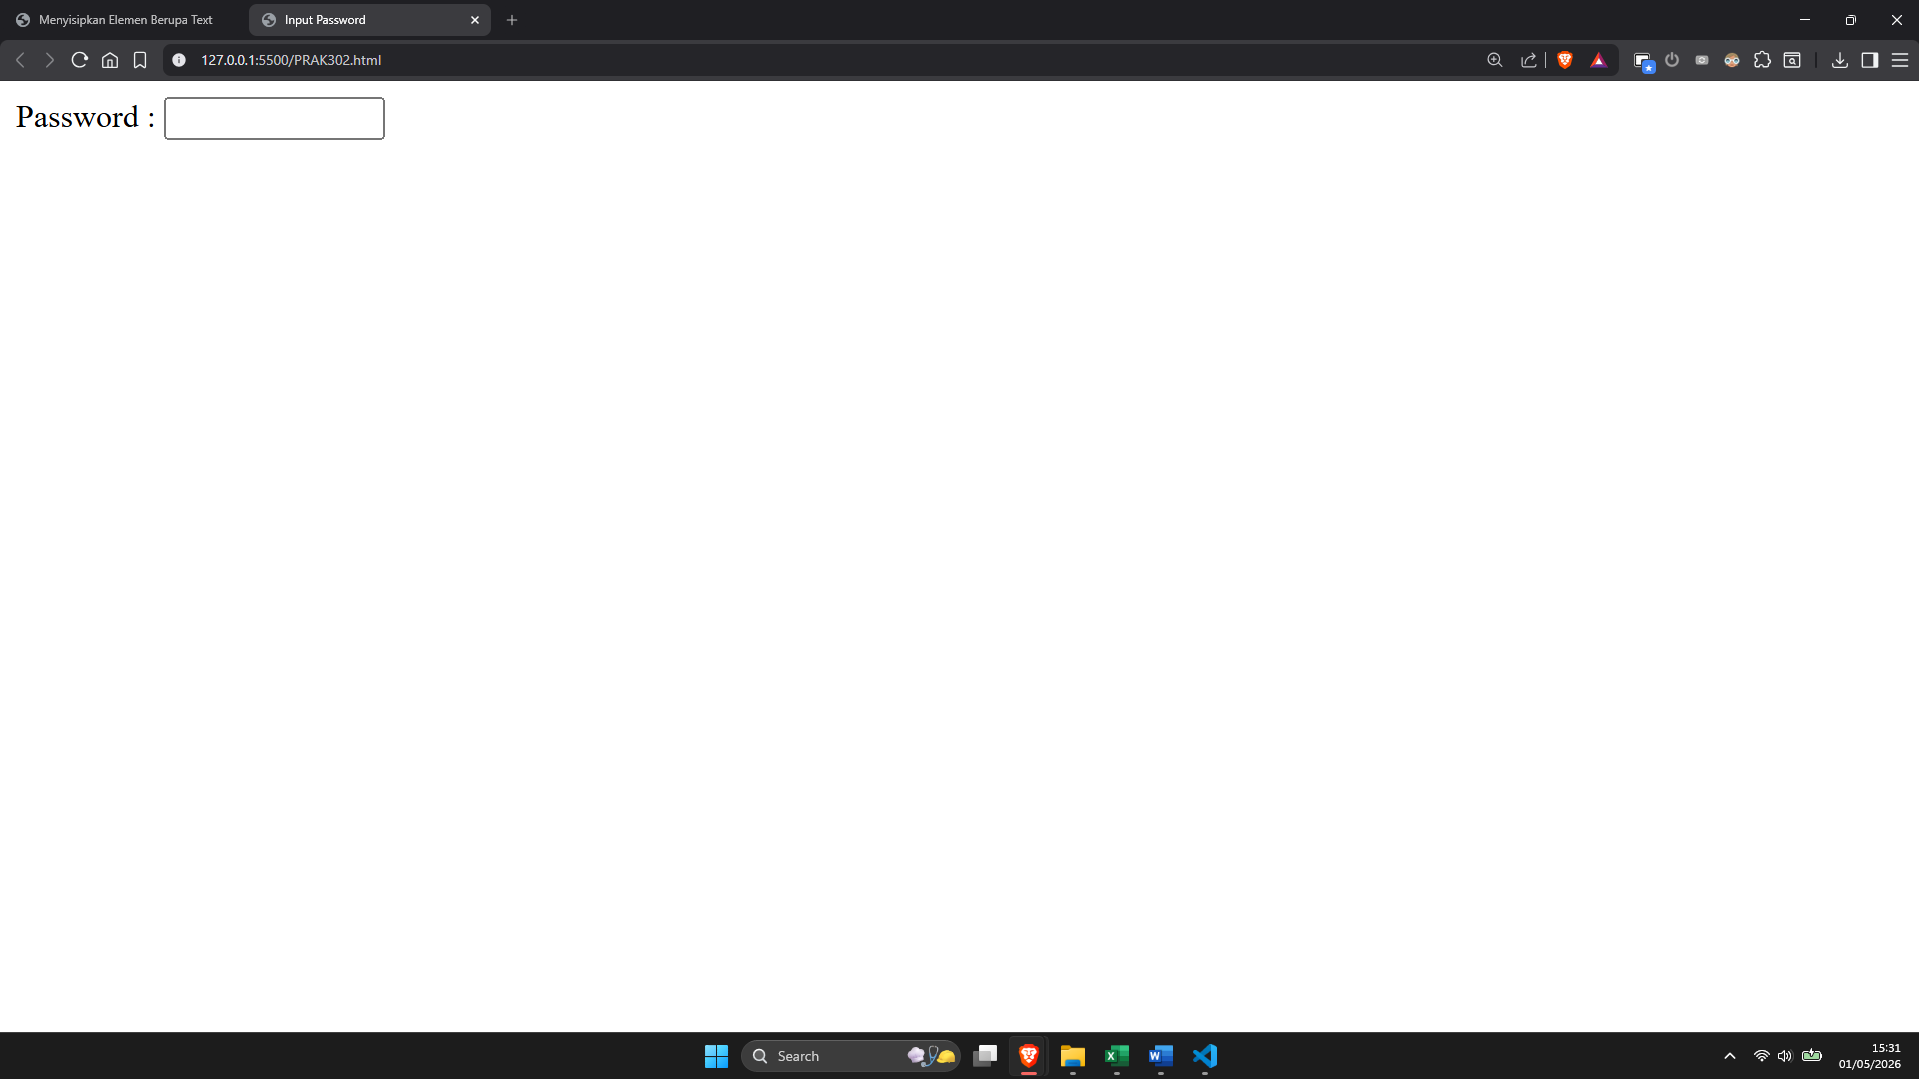 Menyisipkan Elemen Berupa Text
Input Password
127.0.0.1:5500/PRAK302.html
Password :
Search
15:31
01/05/2026